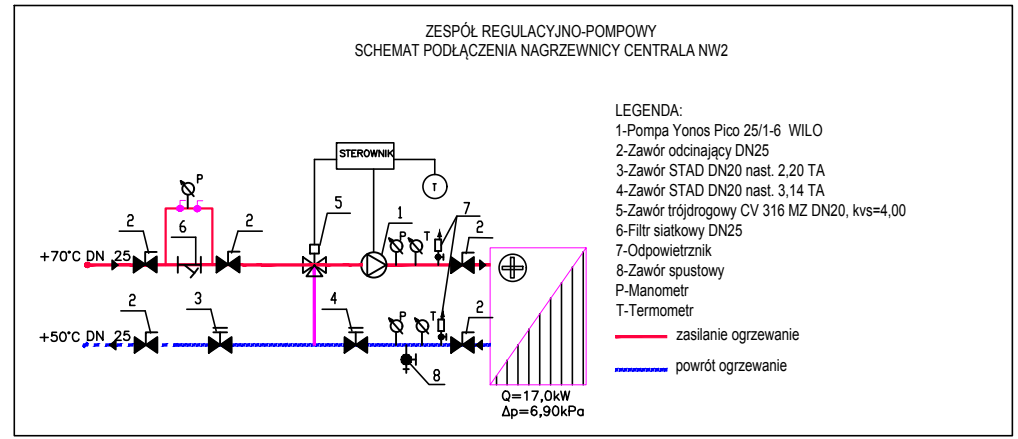 ZESPÓŁ REGULACYJNO-POMPOWY
SCHEMAT PODŁĄCZENIA NAGRZEWNICY CENTRALA NW2
LEGENDA:
1-Pompa Yonos Pico 25/1-6 WILO
2-Zawór odcinający DN25
3-Zawór STAD DN20 nast. 2,20 TA
4-Zawór STAD DN20 nast. 3,14 TA
5-Zawór trójdrogowy CV 316 MZ DN20, kvs=4,00
6-Filtr siatkowy DN25
7-Odpowietrznik
8-Zawór spustowy
P-Manometr
T-Termometr
zasilanie ogrzewanie
powrót ogrzewanie
STEROWNIK
T
P
2
6
2
5
1
7
2
P
T
+70°C DN 25
2
3
4
2
P
T
+50°C DN 25
8
Q=17,0kW
Δp=6,90kPa